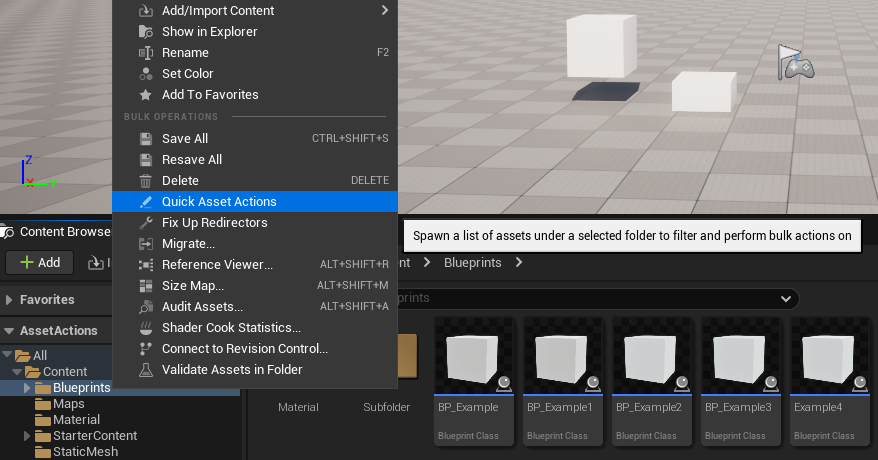 Add/Import Content
Show in Explorer
Rename F2
Set Color
Add To Favorites
BULK OPERATIONS
Save All CTRL+SHIFT+S
Resave All
Delete DELETE
Quick Asset Actions
Fix Up Redirectors
Migrate...
Reference Viewer... ALT+SHIFT+R
Size Map... ALT+SHIFT+M
Audit Assets... ALT+SHIFT+A
Shader Cook Statistics...
Connect to Revision Control...
Validate Assets in Folder
Spawn a list of assets under a selected folder to filter and perform bulk actions on
Z
X
Y
Content Browse
Add
nt > Blueprints >
prints
Favorites
AssetActions
All
Content
Blueprints
Maps
Material
StarterContent
StaticMesh
Material
Subfolder
BP_Example
Blueprint Class
BP_Example1
Blueprint Class
BP_Example2
Blueprint Class
BP_Example3
Blueprint Class
Example4
Blueprint Class